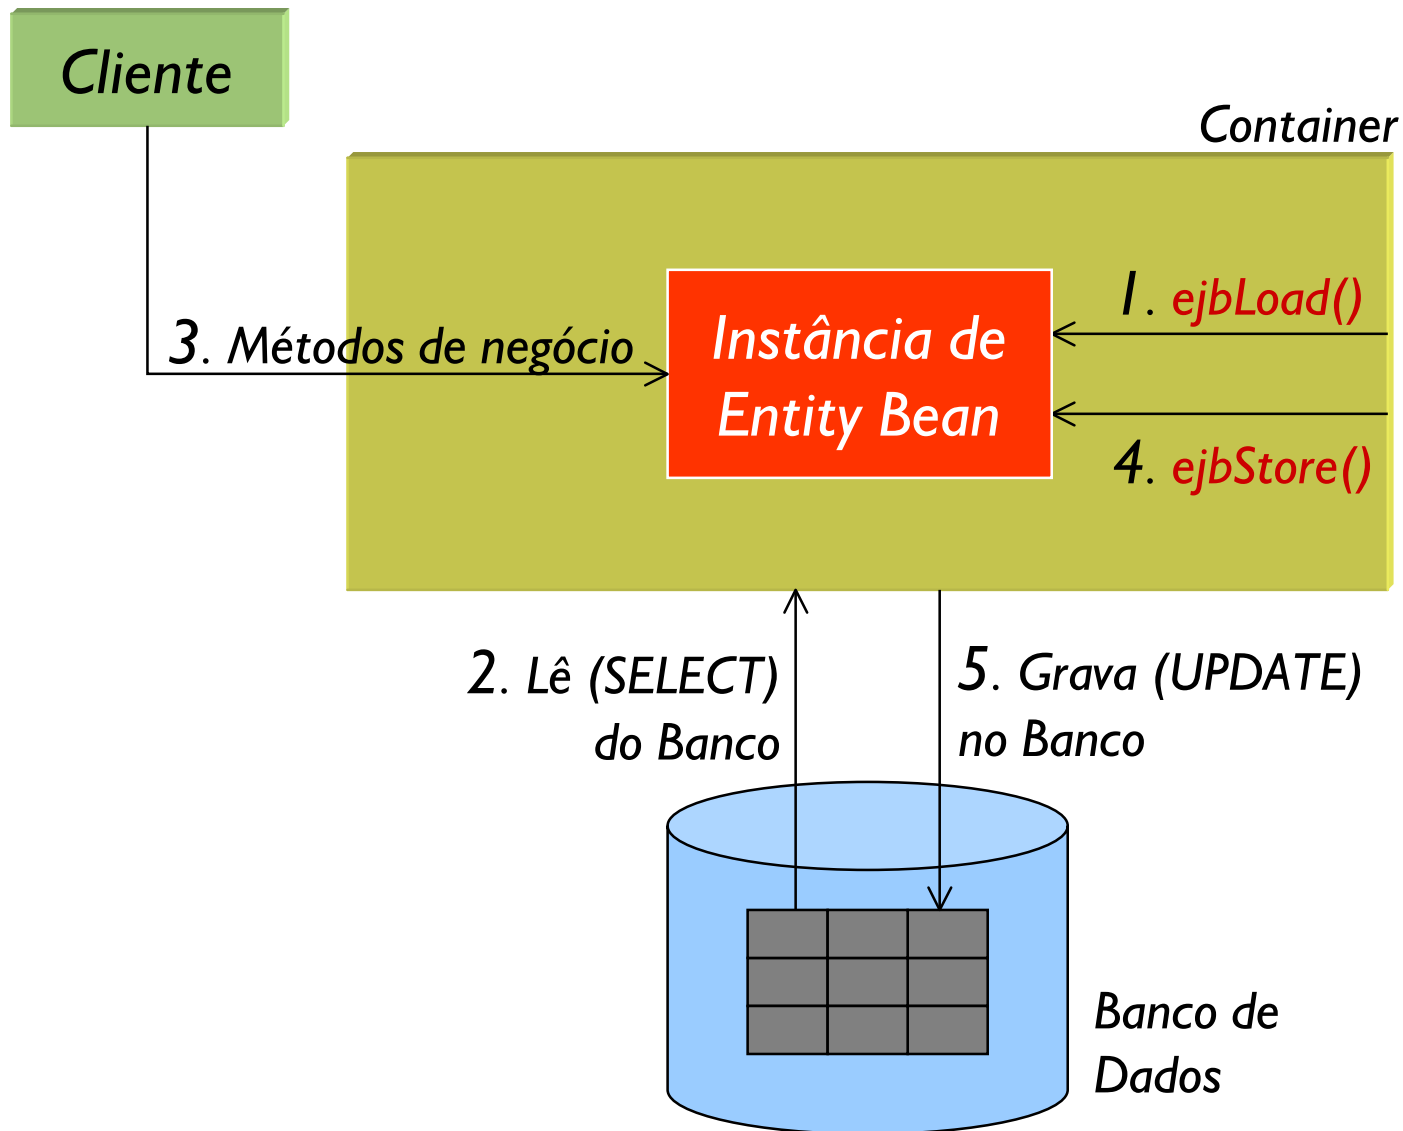 Cliente
Container
1. ejbLoad()
3. Métodos de negócio
Instância de
Entity Bean
4. ejbStore()
2. Lê (SELECT)
do Banco
5. Grava (UPDATE)
no Banco
Banco de
Dados